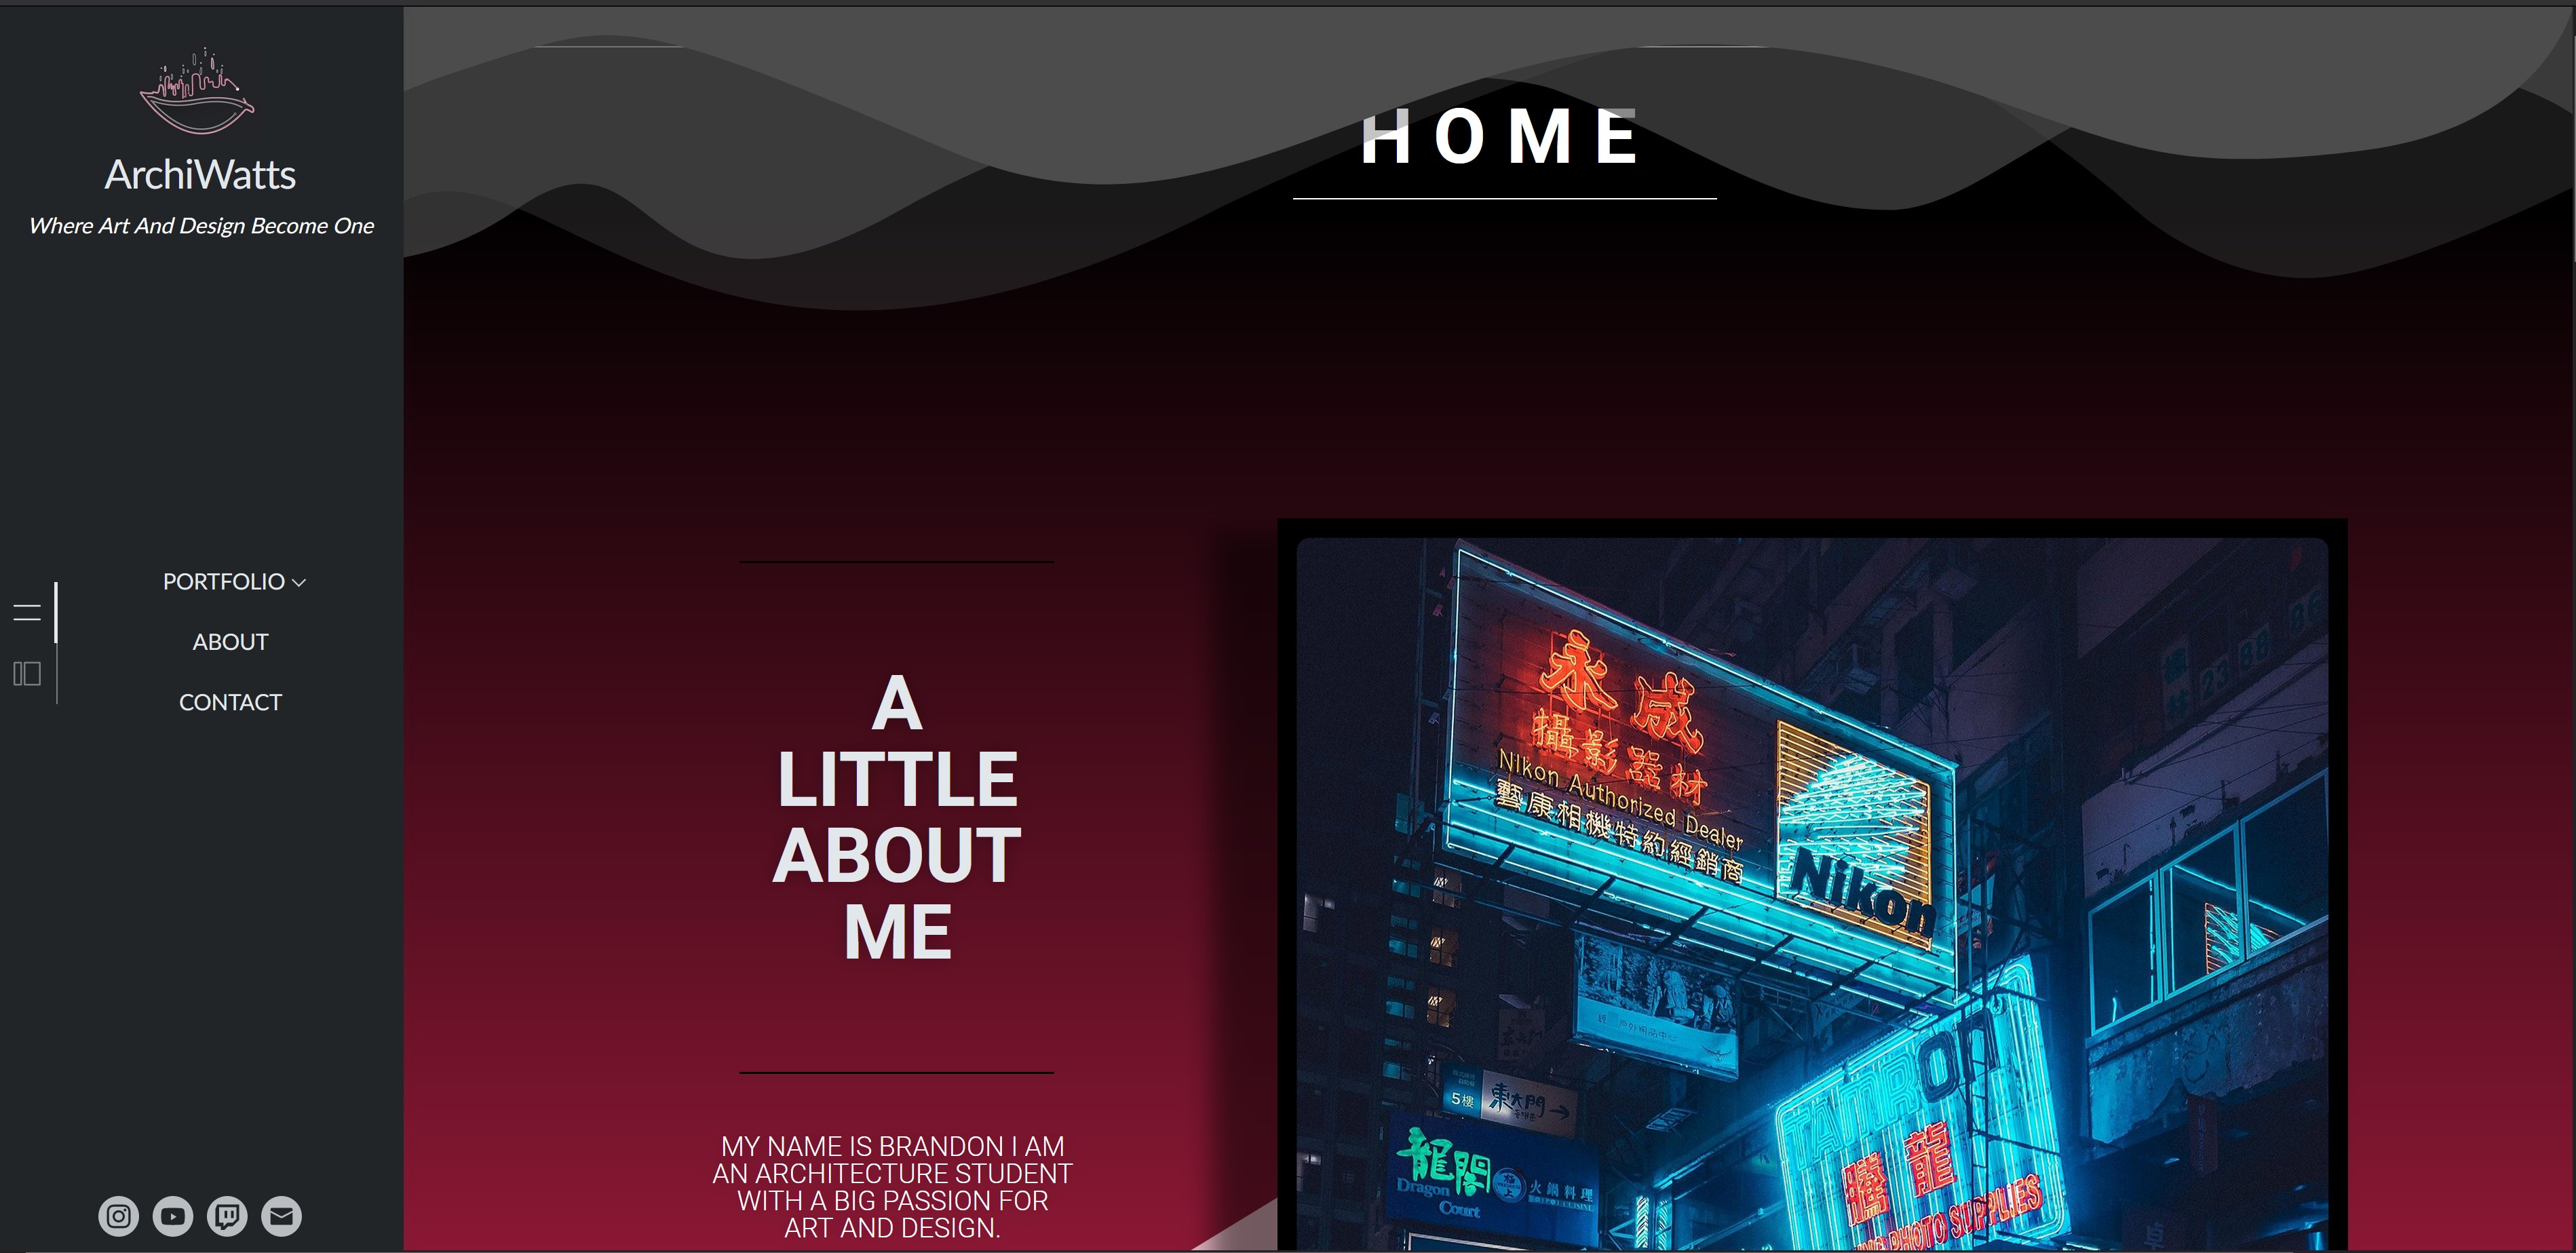 ArchiWatts
Where Art And Design Become One
PORTFOLIO
ABOUT
CONTACT
HOME
A
LITTLE
ABOUT
ME
MY NAME IS BRANDON I AM
AN ARCHITECTURE STUDENT
WITH A BIG PASSION FOR
ART AND DESIGN.
永成
攝影器材
Nikon Authorized Dealer
藝康相機特約經銷商
Nikon
5樓
東大門
龍閣
火鍋料理
Dragon
Court
TAMRON
騰龍
PHOTO SUPPLIES